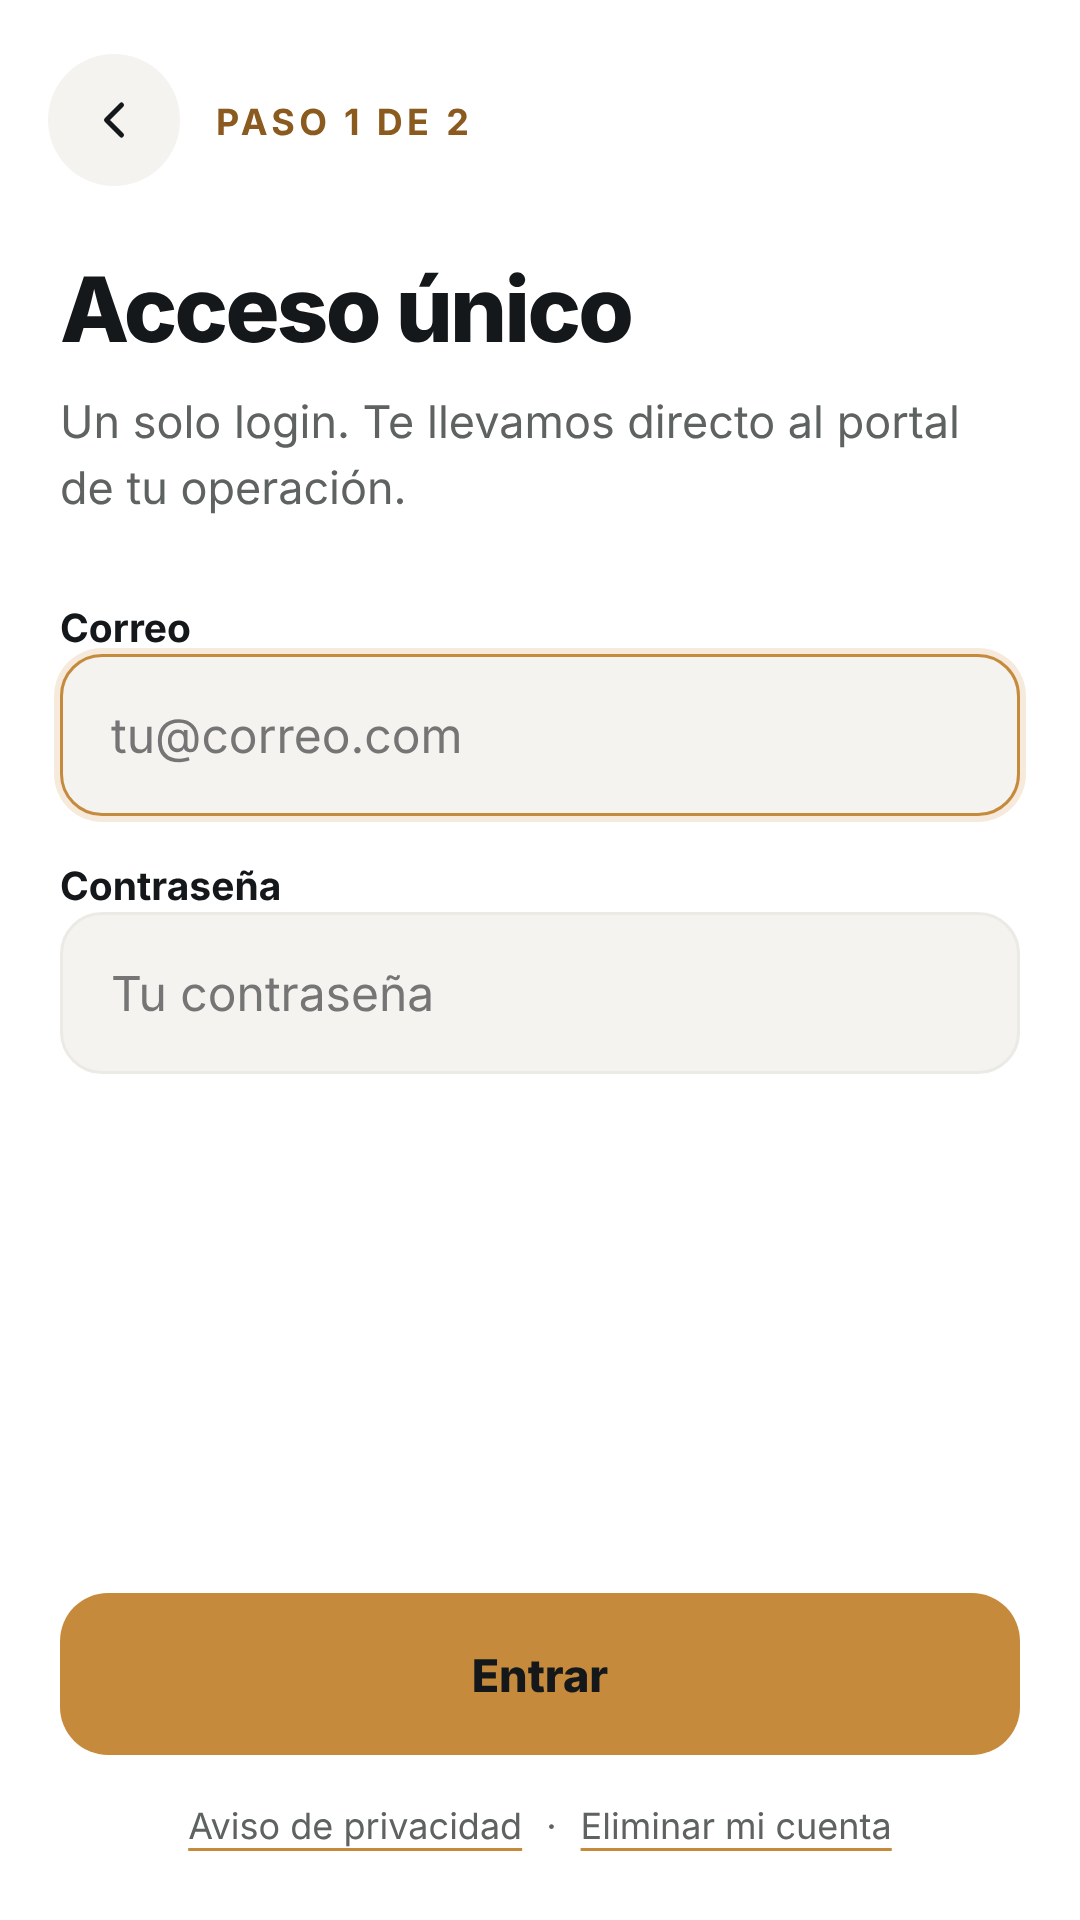 PASO 1 DE 2
Acceso único
Un solo login. Te llevamos directo al portal
de tu operación.
Correo
tu@correo.com
Contraseña
Tu contraseña
Entrar
Aviso de privacidad · Eliminar mi cuenta